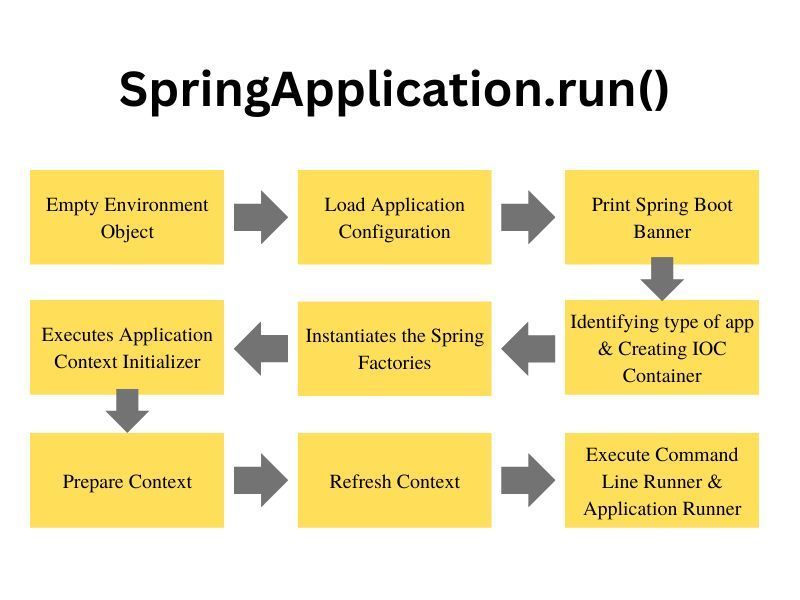 SpringApplication.run()
Empty Environment
Object
Load Application
Configuration
Print Spring Boot
Banner
Identifying type of app
& Creating IOC
Container
Instantiates the Spring
Factories
Executes Application
Context Initializer
Prepare Context
Refresh Context
Execute Command
Line Runner &
Application Runner